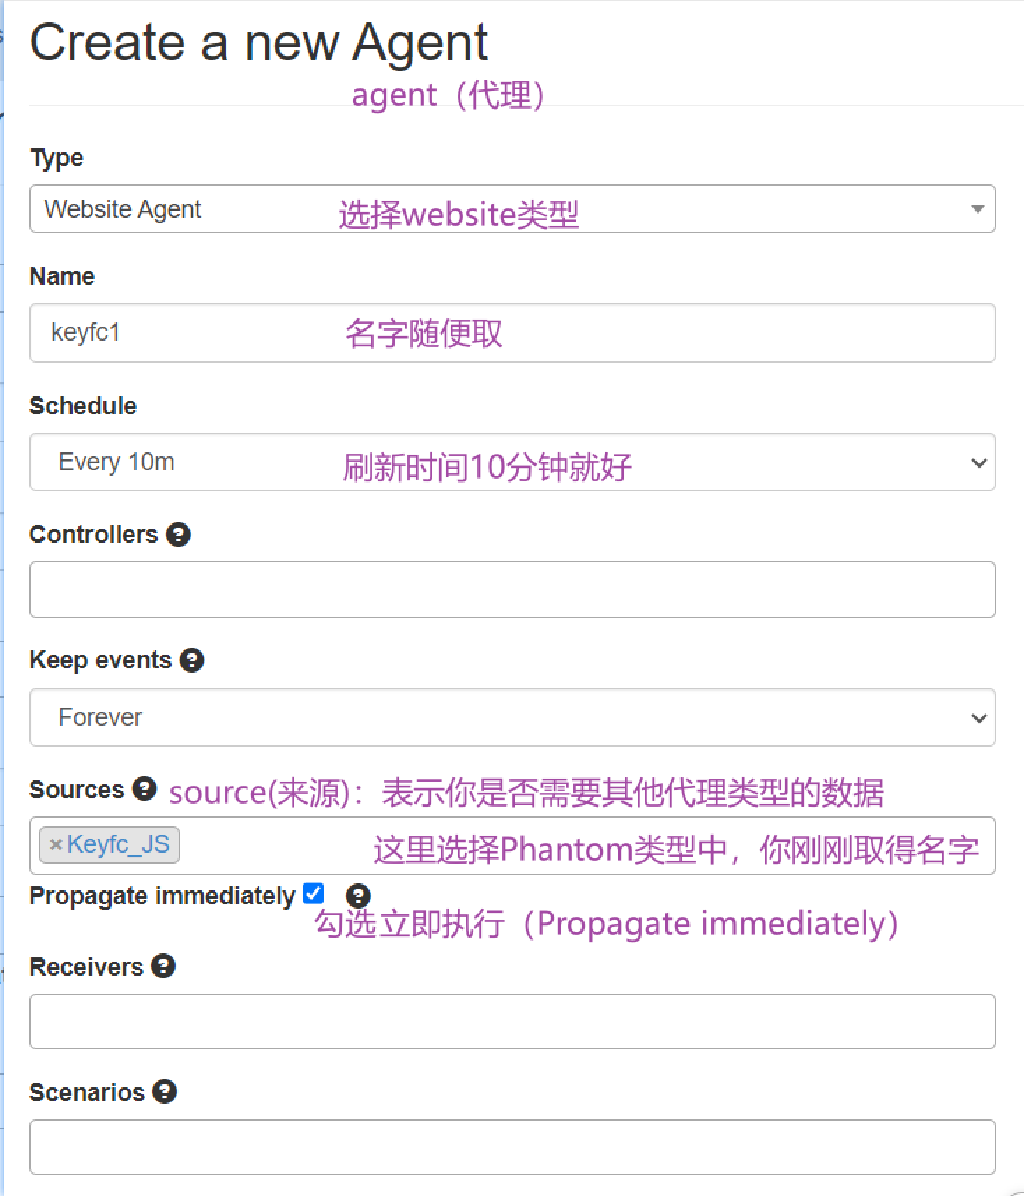 Create a new Agent
agent（代理）
Type
Website Agent 选择website类型
Name
keyfc1 名字随便取
Schedule
Every 10m 刷新时间10分钟就好
Controllers ?
Keep events ?
Forever
Sources ? source(来源)：表示你是否需要其他代理类型的数据
×Keyfc_JS 这里选择Phantom类型中，你刚刚取得名字
Propagate immediately ?
勾选立即执行（Propagate immediately）
Receivers ?
Scenarios ?